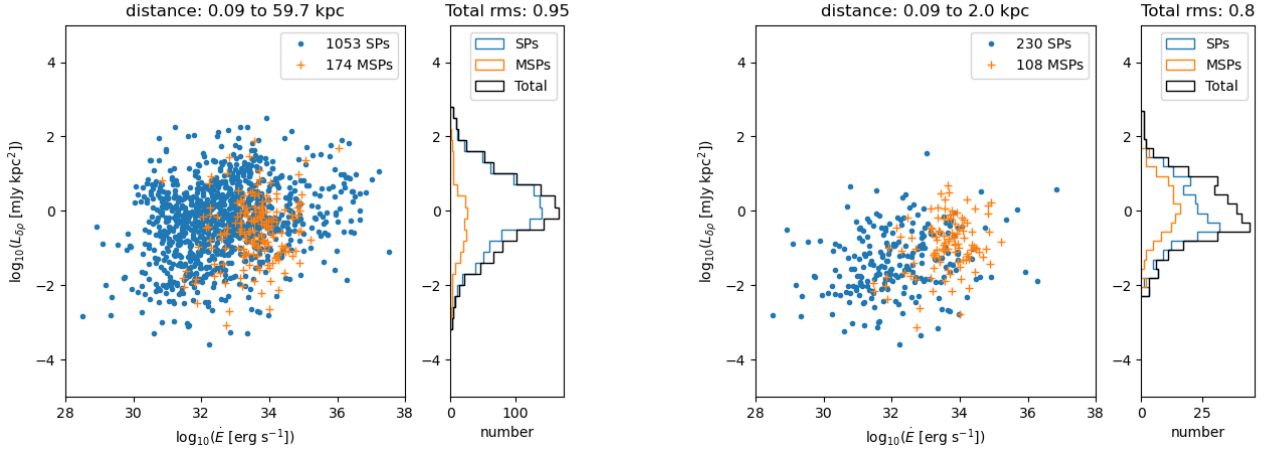 distance: 0.09 to 59.7 kpc
1053 SPs
174 MSPs
log₁₀(L_Gp [mJy kpc²])
4
2
0
−2
−4
28
30
32
34
36
38
log₁₀(Ė [erg s⁻¹])
Total rms: 0.95
SPs
MSPs
Total
4
2
0
−2
−4
0
100
number
distance: 0.09 to 2.0 kpc
230 SPs
108 MSPs
log₁₀(L_Gp [mJy kpc²])
4
2
0
−2
−4
28
30
32
34
36
38
log₁₀(Ė [erg s⁻¹])
Total rms: 0.8
SPs
MSPs
Total
4
2
0
−2
−4
0
25
number